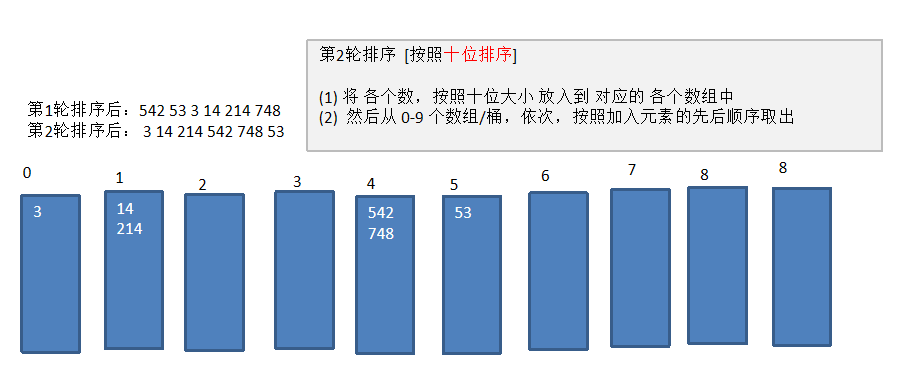 第2轮排序 [按照十位排序]
(1) 将 各个数，按照十位大小 放入到 对应的 各个数组中
(2) 然后从 0-9 个数组/桶，依次，按照加入元素的先后顺序取出
第1轮排序后：542 53 3 14 214 748
第2轮排序后： 3 14 214 542 748 53
0 1 2 3 4 5 6 7 8 8
3 14 542 53
214 748